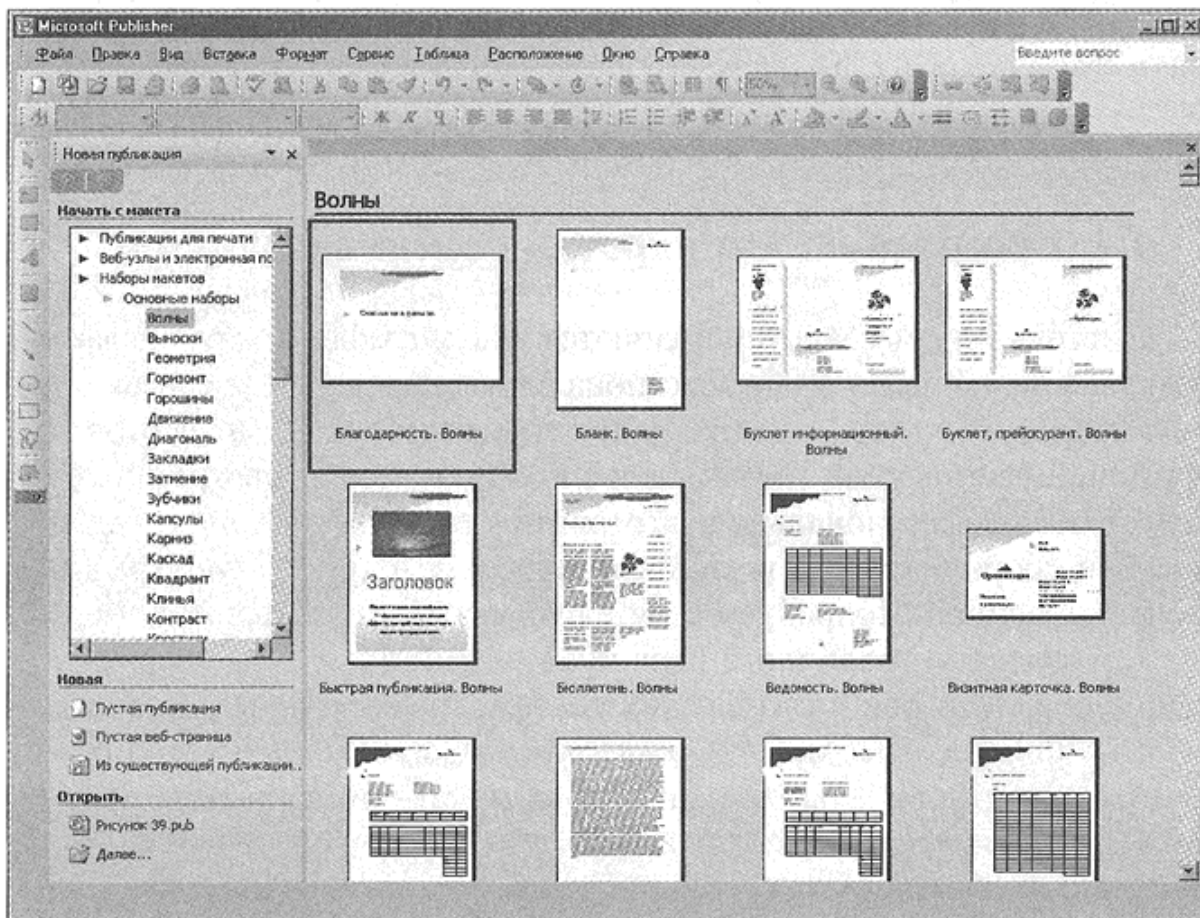 Microsoft Publisher
Файл Правка Вид Вставка Формат Сервис Таблица Расположение Окно Справка
Введите вопрос
50%
Ж К Ч
Новая публикация
Начать с макета
Публикации для печати
Веб-узлы и электронная по
Наборы макетов
Основные наборы
Волны
Выноски
Геометрия
Горизонт
Горошины
Движение
Диагональ
Закладки
Затмение
Зубчики
Капсулы
Карниз
Каскад
Квадрант
Клинья
Контраст
Новая
Пустая публикация
Пустая веб-страница
Из существующей публикации...
Открыть
Рисунок 39.pub
Далее...
Волны
Благодарность. Волны
Бланк. Волны
Буклет информационный.
Волны
Буклет, прейскурант. Волны
Заголовок
Организация
Быстрая публикация. Волны
Бюллетень. Волны
Ведомость. Волны
Визитная карточка. Волны